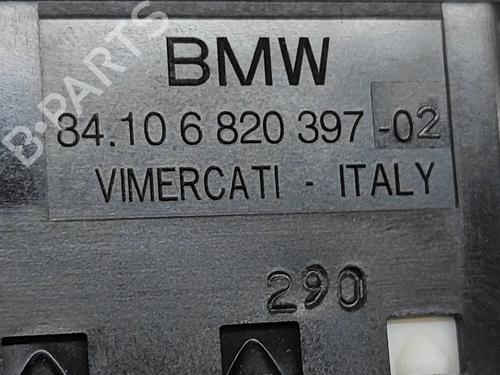 BMW
84.10 6 820 397 -02
VIMERCATI - ITALY
290
B-PARTS